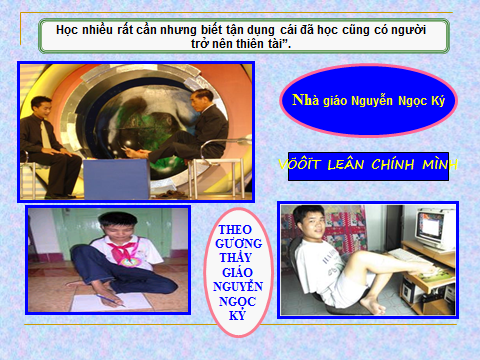 Học nhiều rất cần nhưng biết tận dụng cái đã học cũng có người
trở nên thiên tài”.
Nhà giáo Nguyễn Ngọc Ký
VÖÔÏT LEÂN CHÍNH MÌNH
THEO
GƯƠNG
THẦY
GIÁO
NGUYỄN
NGỌC
KÝ